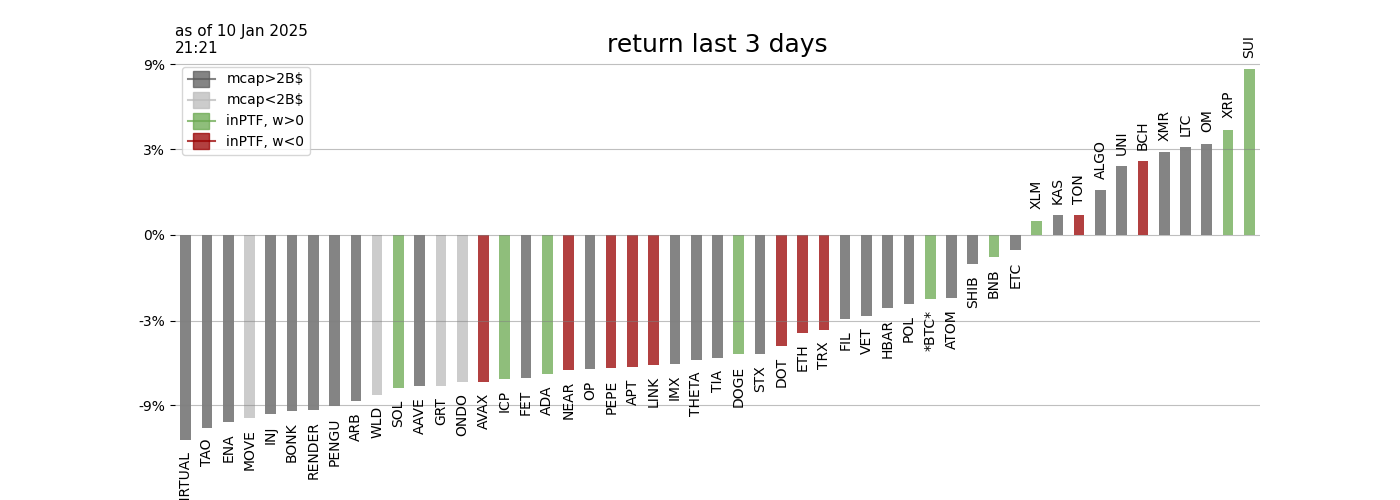 as of 10 Jan 2025
21:21
return last 3 days
9%
3%
0%
-3%
-9%
mcap>2B$
mcap<2B$
inPTF, w>0
inPTF, w<0
IRTUAL
TAO
ENA
MOVE
INJ
BONK
RENDER
PENGU
ARB
WLD
SOL
AAVE
GRT
ONDO
AVAX
ICP
FET
ADA
NEAR
OP
PEPE
APT
LINK
IMX
THETA
TIA
DOGE
STX
DOT
ETH
TRX
FIL
VET
HBAR
POL
*BTC*
ATOM
SHIB
BNB
ETC
XLM
KAS
TON
ALGO
UNI
BCH
XMR
LTC
OM
XRP
SUI